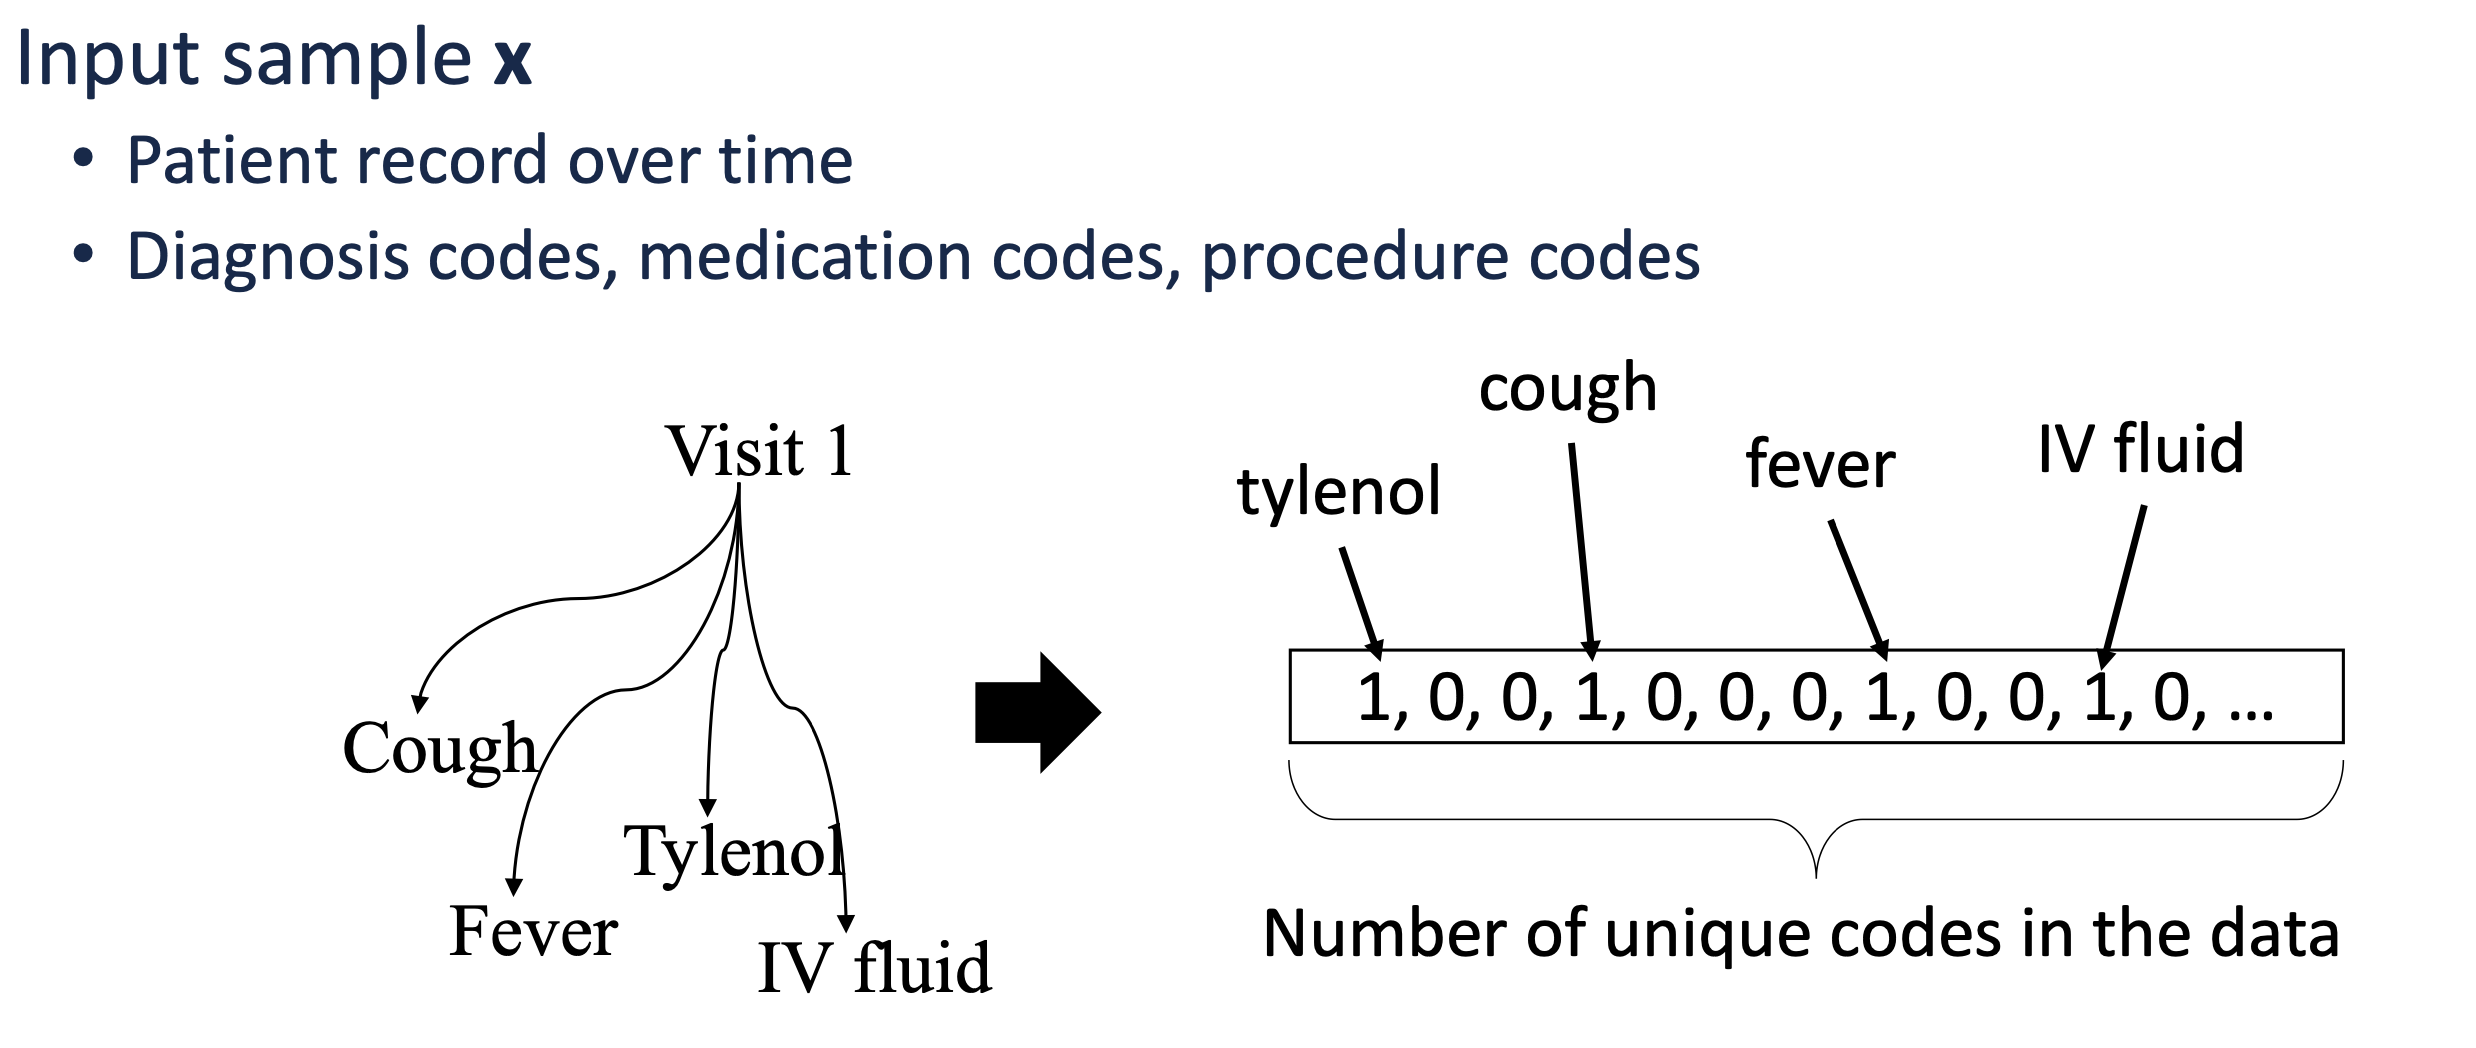 Input sample x
• Patient record over time
• Diagnosis codes, medication codes, procedure codes
Visit 1
Cough
Fever
Tylenol
IV fluid
tylenol
cough
fever
IV fluid
1, 0, 0, 1, 0, 0, 0, 1, 0, 0, 1, 0, ...
Number of unique codes in the data